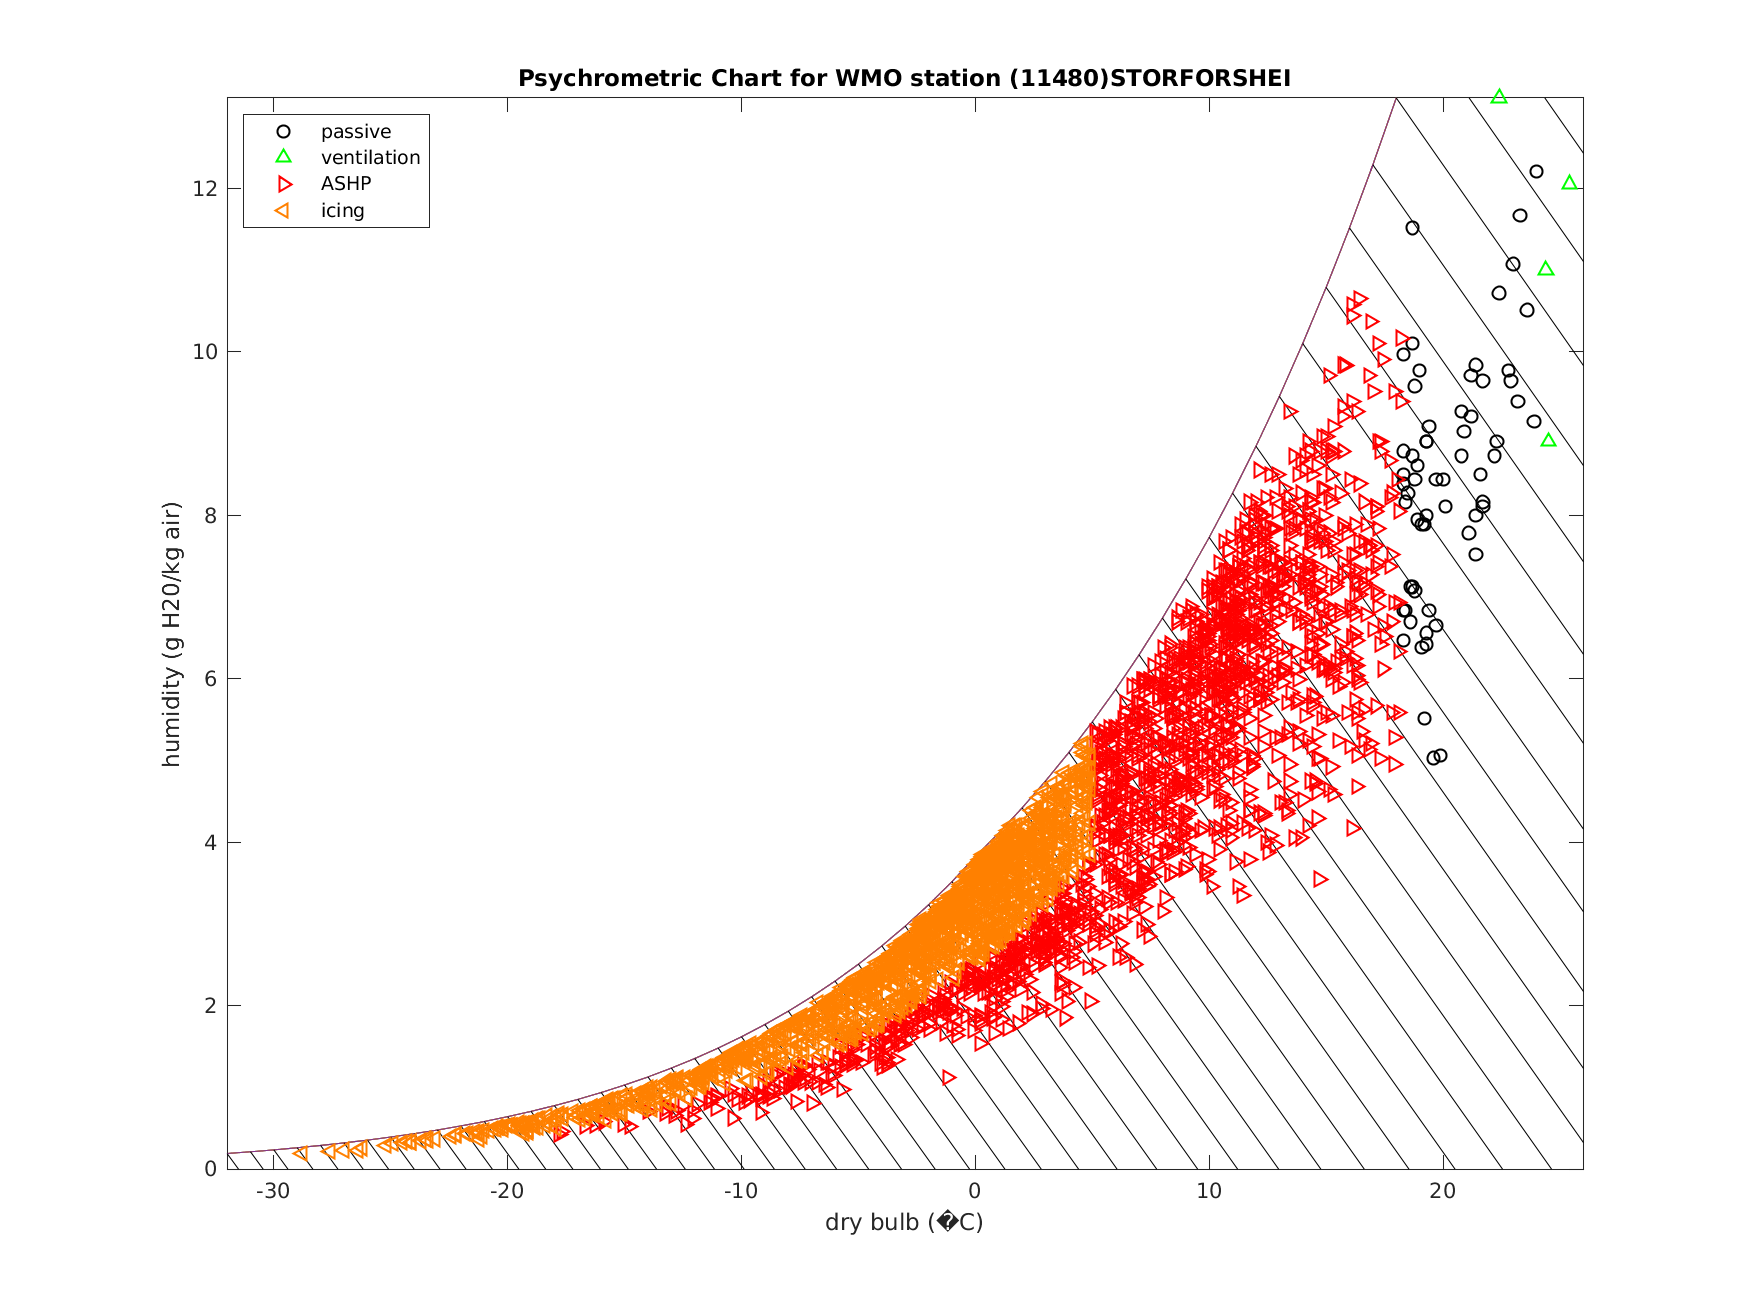 Psychrometric Chart for WMO station (11480)STORFORSHEI
passive
ventilation
ASHP
icing
12
10
8
6
4
2
0
humidity (g H20/kg air)
-30 -20 -10 0 10 20
dry bulb (�C)